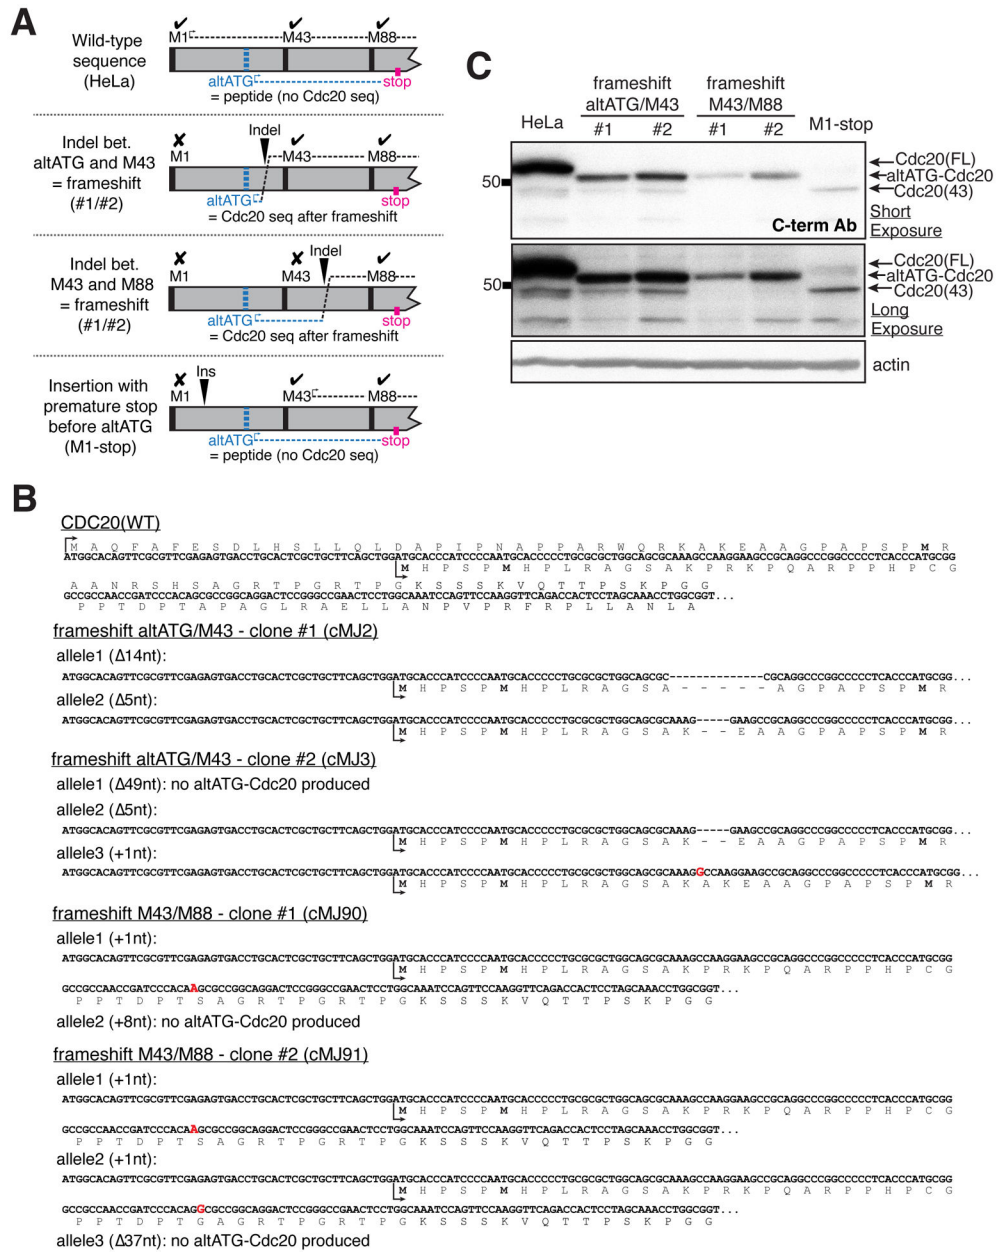 A
Wild-type
sequence
(HeLa)
✔ ✔ ✔
M1 M43 M88
altATG stop
= peptide (no Cdc20 seq)
Indel bet.
altATG and M43
= frameshift
(#1/#2)
✘ Indel ✔ ✔
M1 M43 M88
altATG stop
= Cdc20 seq after frameshift
Indel bet.
M43 and M88
= frameshift
(#1/#2)
✘ ✘ Indel ✔
M1 M43 M88
altATG stop
= Cdc20 seq after frameshift
Insertion with
premature stop
before altATG
(M1-stop)
✘ Ins ✔ ✔
M1 M43 M88
altATG stop
= peptide (no Cdc20 seq)
C
frameshift frameshift
altATG/M43 M43/M88
HeLa #1 #2 #1 #2 M1-stop
50
Cdc20(FL)
altATG-Cdc20
Cdc20(43)
C-term Ab
Short
Exposure
50
Cdc20(FL)
altATG-Cdc20
Cdc20(43)
Long
Exposure
actin
B
CDC20(WT)
M A Q F A F E S D L H S L L Q L D A P I P N A P P A R W Q R K A K E A A G P A P S P M R
ATGGCACAGTTCGCGTTCGAGAGTGACCTGCACTCGCTGCTTCAGCTGGATGCACCCATCCCCAATGCACCCCCTGCGCGCTGGCAGCGCAAAGCCAAGGAAGCCGCAGGCCCGGCCCCCTCACCCATGCGG
M H P S P M H P L R A G S A K P R K P Q A R P P H P C G
A A N R S H S A G R T P G R T P G K S S S K V Q T T P S K P G G
GCCGCCAACCGATCCCACAGCGCCGGCAGGACTCCGGGCCGAACTCCTGGCAAATCCAGTTCCAAGGTTCAGACCACTCCTAGCAAACCTGGCGGT...
P P T D P T A P A G L R A E L L A N P V P R F R P L L A N L A
frameshift altATG/M43 - clone #1 (cMJ2)
allele1 (Δ14nt):
ATGGCACAGTTCGCGTTCGAGAGTGACCTGCACTCGCTGCTTCAGCTGGATGCACCCATCCCCAATGCACCCCCTGCGCGCTGGCAGCGC--------------CGCAGGCCCGGCCCCCTCACCCATGCGG...
M H P S P M H P L R A G S A - - - - - A G P A P S P M R
allele2 (Δ5nt):
ATGGCACAGTTCGCGTTCGAGAGTGACCTGCACTCGCTGCTTCAGCTGGATGCACCCATCCCCAATGCACCCCCTGCGCGCTGGCAGCGCAAAG-----GAAGCCGCAGGCCCGGCCCCCTCACCCATGCGG...
M H P S P M H P L R A G S A K - - E A A G P A P S P M R
frameshift altATG/M43 - clone #2 (cMJ3)
allele1 (Δ49nt): no altATG-Cdc20 produced
allele2 (Δ5nt):
ATGGCACAGTTCGCGTTCGAGAGTGACCTGCACTCGCTGCTTCAGCTGGATGCACCCATCCCCAATGCACCCCCTGCGCGCTGGCAGCGCAAAG-----GAAGCCGCAGGCCCGGCCCCCTCACCCATGCGG...
M H P S P M H P L R A G S A K - - E A A G P A P S P M R
allele3 (+1nt):
ATGGCACAGTTCGCGTTCGAGAGTGACCTGCACTCGCTGCTTCAGCTGGATGCACCCATCCCCAATGCACCCCCTGCGCGCTGGCAGCGCAAAGGCCAAGGAAGCCGCAGGCCCGGCCCCCTCACCCATGCGG...
M H P S P M H P L R A G S A K A K E A A G P A P S P M R
frameshift M43/M88 - clone #1 (cMJ90)
allele1 (+1nt):
ATGGCACAGTTCGCGTTCGAGAGTGACCTGCACTCGCTGCTTCAGCTGGATGCACCCATCCCCAATGCACCCCCTGCGCGCTGGCAGCGCAAAGCCAAGGAAGCCGCAGGCCCGGCCCCCTCACCCATGCGG
M H P S P M H P L R A G S A K P R K P Q A R P P H P C G
GCCGCCAACCGATCCCACAAGCGCCGGCAGGACTCCGGGCCGAACTCCTGGCAAATCCAGTTCCAAGGTTCAGACCACTCCTAGCAAACCTGGCGGT...
P P T D P T S A G R T P G R T P G K S S S K V Q T T P S K P G G
allele2 (+8nt): no altATG-Cdc20 produced
frameshift M43/M88 - clone #2 (cMJ91)
allele1 (+1nt):
ATGGCACAGTTCGCGTTCGAGAGTGACCTGCACTCGCTGCTTCAGCTGGATGCACCCATCCCCAATGCACCCCCTGCGCGCTGGCAGCGCAAAGCCAAGGAAGCCGCAGGCCCGGCCCCCTCACCCATGCGG
M H P S P M H P L R A G S A K P R K P Q A R P P H P C G
GCCGCCAACCGATCCCACAAGCGCCGGCAGGACTCCGGGCCGAACTCCTGGCAAATCCAGTTCCAAGGTTCAGACCACTCCTAGCAAACCTGGCGGT...
P P T D P T S A G R T P G R T P G K S S S K V Q T T P S K P G G
allele2 (+1nt):
ATGGCACAGTTCGCGTTCGAGAGTGACCTGCACTCGCTGCTTCAGCTGGATGCACCCATCCCCAATGCACCCCCTGCGCGCTGGCAGCGCAAAGCCAAGGAAGCCGCAGGCCCGGCCCCCTCACCCATGCGG
M H P S P M H P L R A G S A K P R K P Q A R P P H P C G
GCCGCCAACCGATCCCACAGGCGCCGGCAGGACTCCGGGCCGAACTCCTGGCAAATCCAGTTCCAAGGTTCAGACCACTCCTAGCAAACCTGGCGGT...
P P T D P T G A G R T P G R T P G K S S S K V Q T T P S K P G G
allele3 (Δ37nt): no altATG-Cdc20 produced